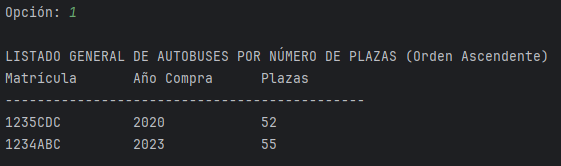 Opción: 1
LISTADO GENERAL DE AUTOBUSES POR NÚMERO DE PLAZAS (Orden Ascendente)
Matrícula       Año Compra      Plazas
---------------------------------------------
1235CDC         2020            52
1234ABC         2023            55